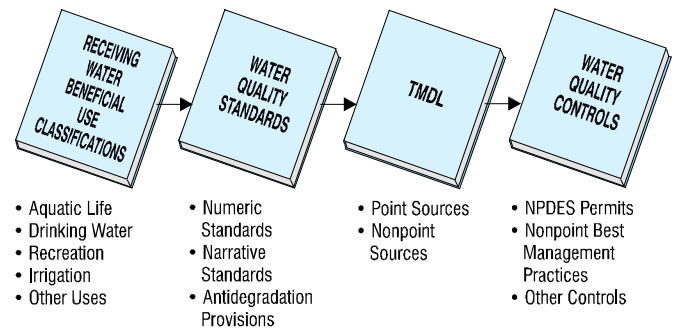 RECEIVING
WATER
BENEFICIAL
USE
CLASSIFICATIONS
WATER
QUALITY
STANDARDS
TMDL
WATER
QUALITY
CONTROLS
• Aquatic Life
• Drinking Water
• Recreation
• Irrigation
• Other Uses
• Numeric
Standards
• Narrative
Standards
• Antidegradation
Provisions
• Point Sources
• Nonpoint
Sources
• NPDES Permits
• Nonpoint Best
Management
Practices
• Other Controls